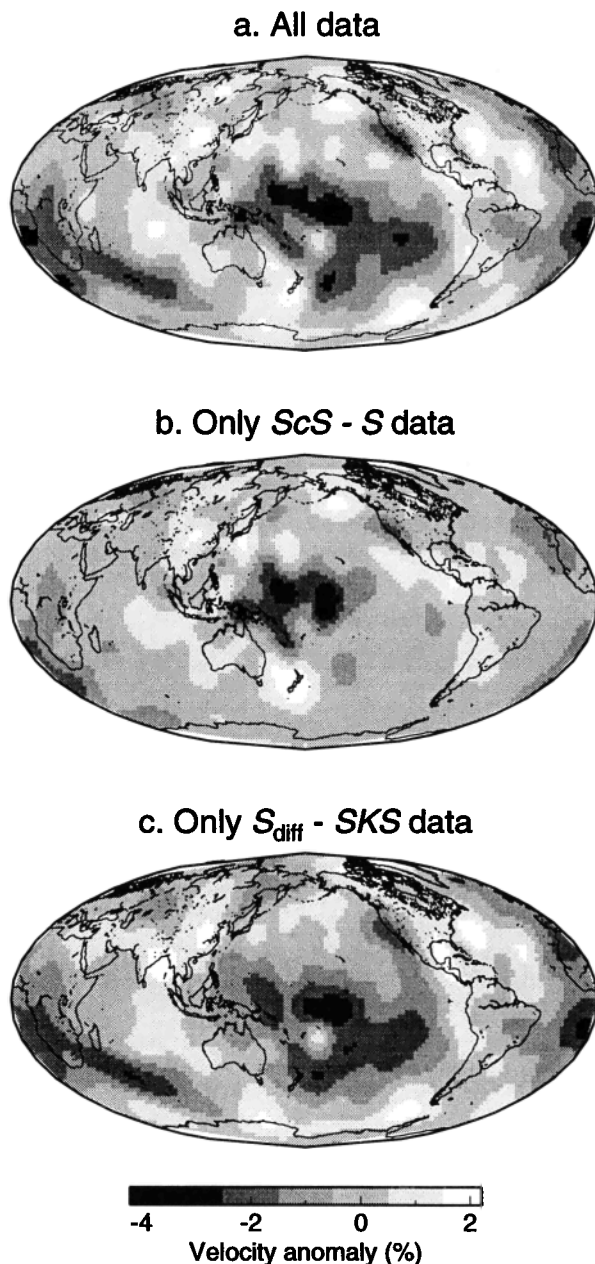 a. All data
b. Only ScS - S data
c. Only Sdiff - SKS data
-4 -2 0 2
Velocity anomaly (%)